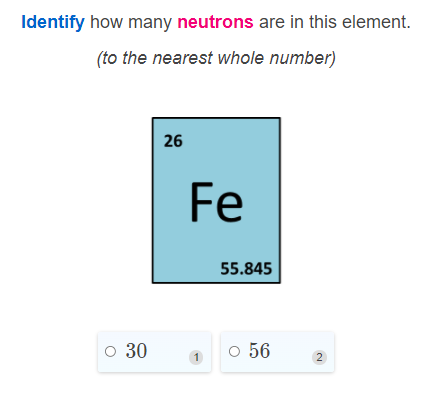 Identify how many neutrons are in this element.
(to the nearest whole number)
26
Fe
55.845
30 1 56 2